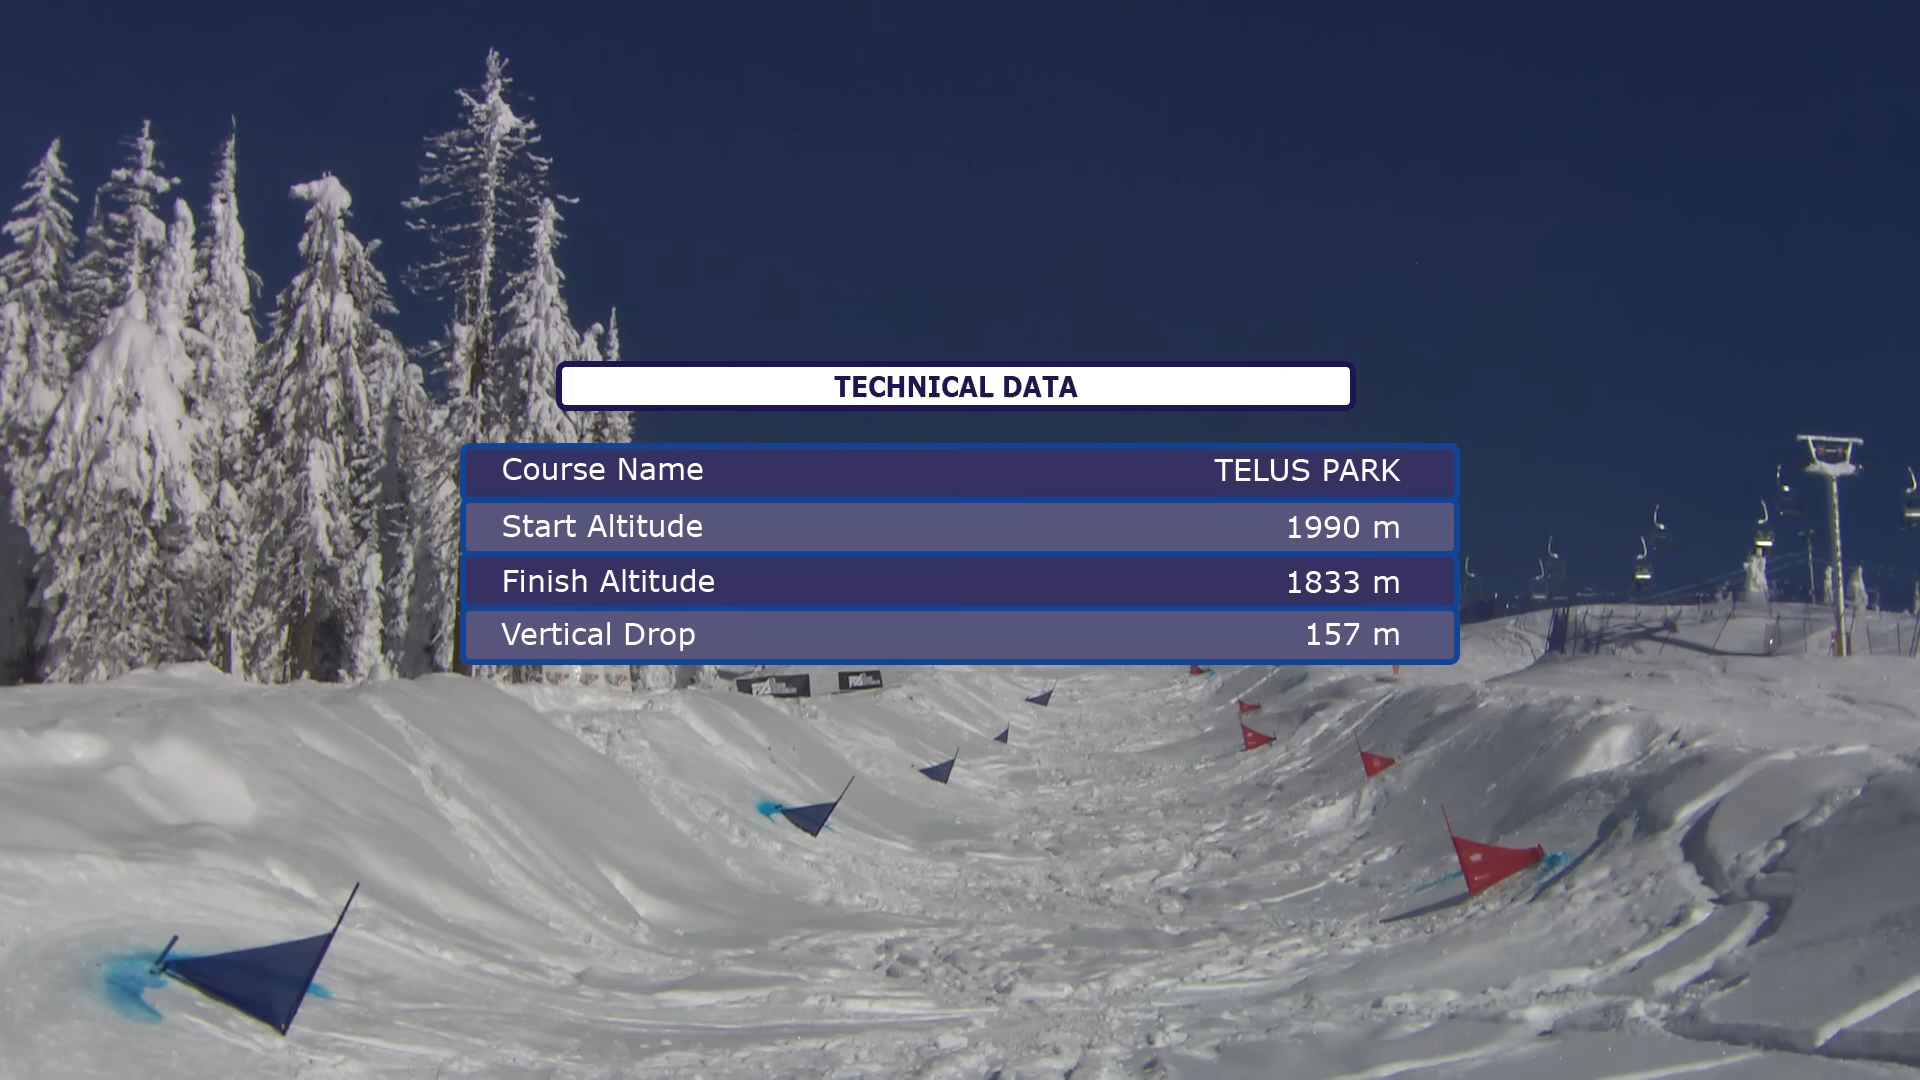 TECHNICAL DATA
Course Name TELUS PARK
Start Altitude 1990 m
Finish Altitude 1833 m
Vertical Drop 157 m